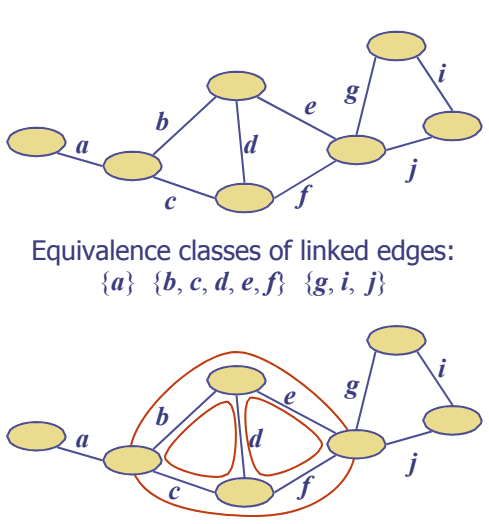 g
i
e
b
a
d
j
c
f
Equivalence classes of linked edges:
{a} {b, c, d, e, f} {g, i, j}
g
i
e
b
a
d
j
c
f